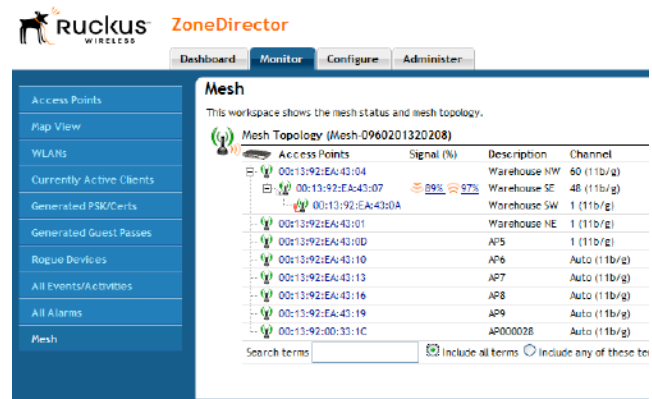 RUCKUS ZoneDirector
WIRELESS
Dashboard Monitor Configure Administer
Mesh
This workspace shows the mesh status and mesh topology.
Mesh Topology (Mesh-0960201320208)
Access Points Signal (%) Description Channel
00:13:92:EA:43:04 Warehouse NW 60 (11b/g)
00:13:92:EA:43:07 89% 97% Warehouse SE 48 (11b/g)
00:13:92:EA:43:0A Warehouse SW 1 (11b/g)
00:13:92:EA:43:01 Warehouse NE 1 (11b/g)
00:13:92:EA:43:0D AP5 1 (11b/g)
00:13:92:EA:43:10 AP6 Auto (11b/g)
00:13:92:EA:43:13 AP7 Auto (11b/g)
00:13:92:EA:43:16 AP8 Auto (11b/g)
00:13:92:EA:43:19 AP9 Auto (11b/g)
00:13:92:00:33:1C AP000028 Auto (11b/g)
Search terms Include all terms Include any of these te
Access Points
Map View
WLANs
Currently Active Clients
Generated PSK/Certs
Generated Guest Passes
Rogue Devices
All Events/Activities
All Alarms
Mesh